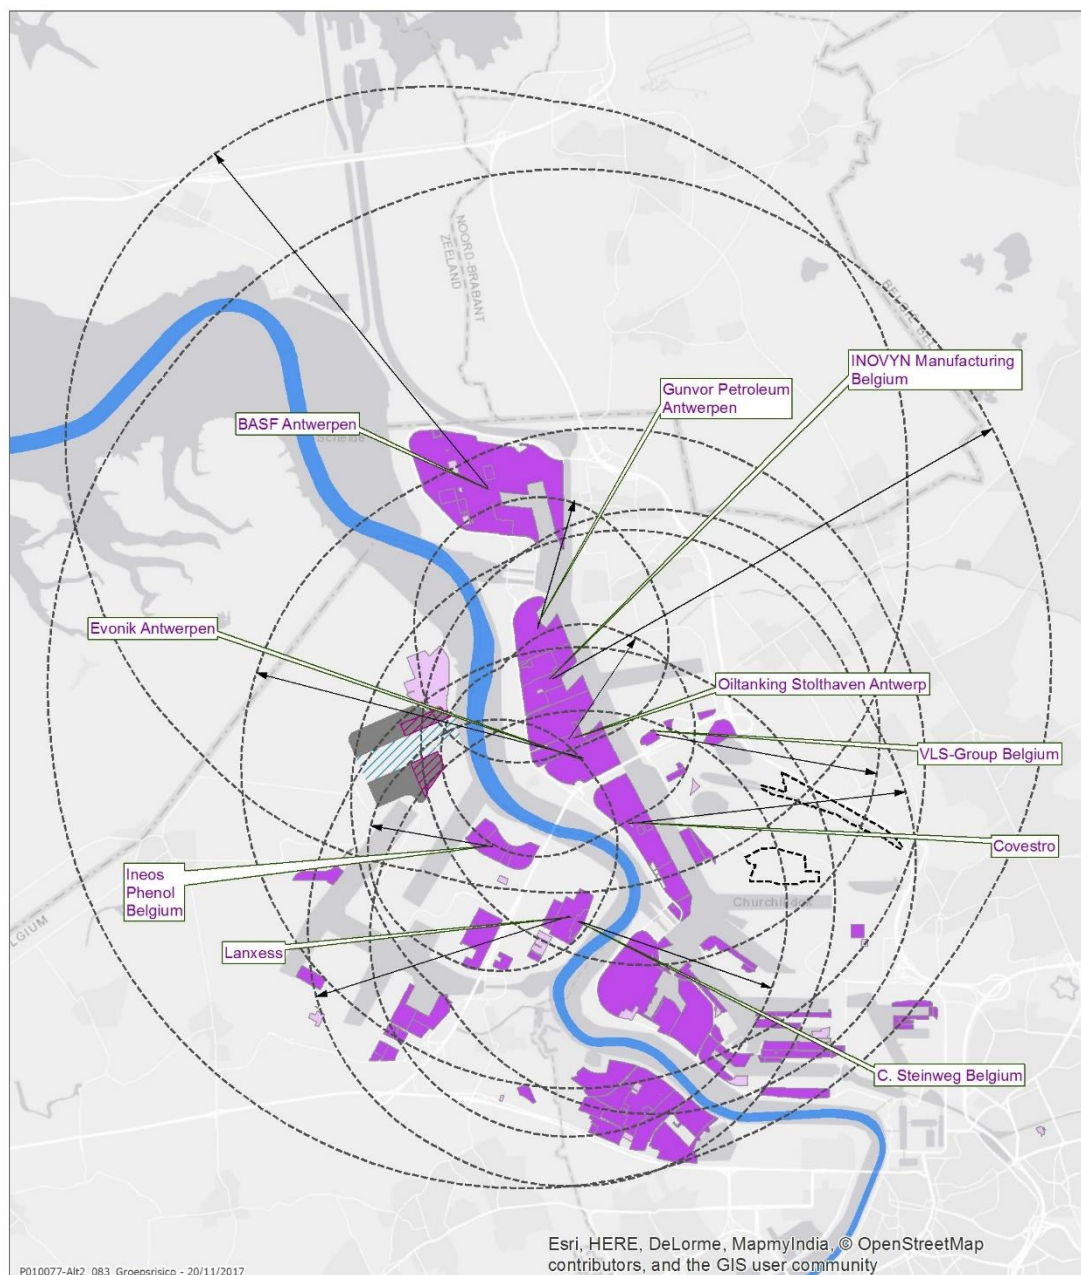 NOORD-BRABANT
ZEELAND
INOVYN Manufacturing
Belgium
Gunvor Petroleum
Antwerpen
BASF Antwerpen
Schelde
Evonik Antwerpen
Oiltanking Stolthaven Antwerp
VLS-Group Belgium
Covestro
Ineos
Phenol
Belgium
Churchilldok
Lanxess
C. Steinweg Belgium
Esri, HERE, DeLorme, MapmyIndia, © OpenStreetMap
contributors, and the GIS user community
P010077-Alt2_083_Groepsrisico - 20/11/2017